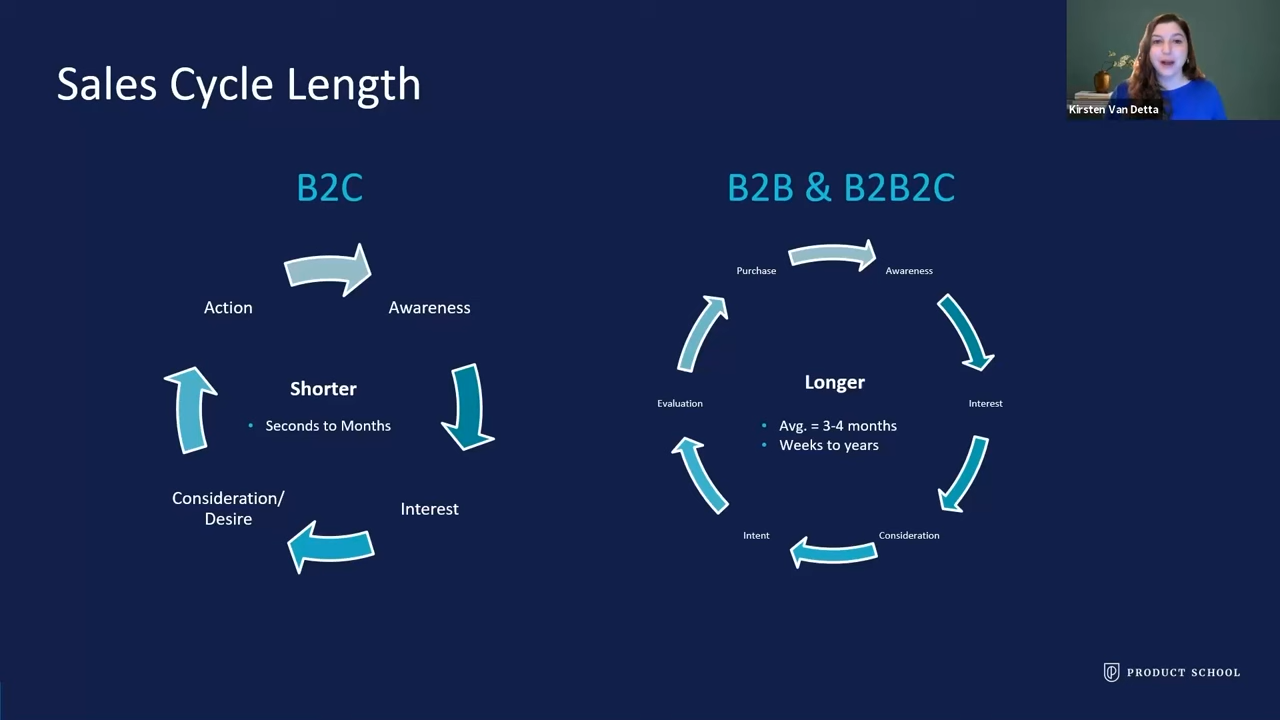 Sales Cycle Length
Kirsten Van Detta
B2C
Action
Awareness
Shorter
• Seconds to Months
Consideration/
Desire
Interest
B2B & B2B2C
Purchase
Awareness
Longer
Evaluation
Interest
• Avg. = 3-4 months
• Weeks to years
Intent
Consideration
PRODUCT SCHOOL